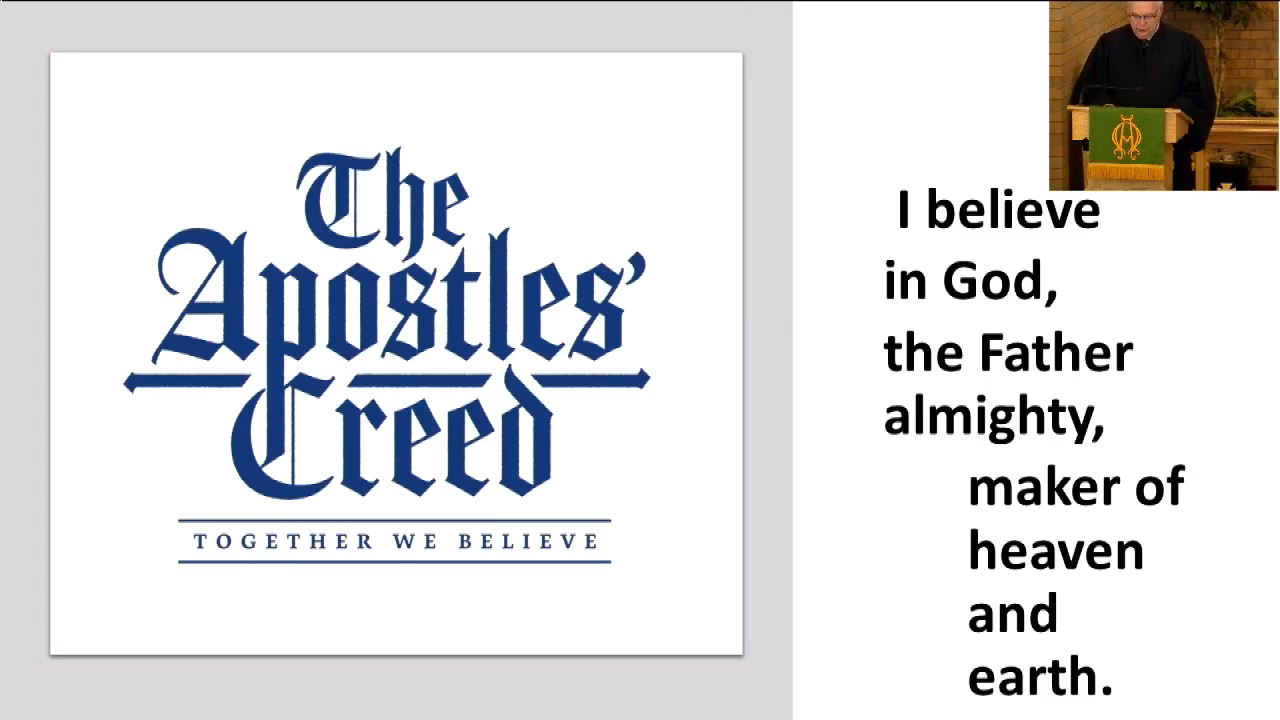 The
Apostles'
Creed
TOGETHER WE BELIEVE
I believe
in God,
the Father
almighty,
maker of
heaven
and
earth.